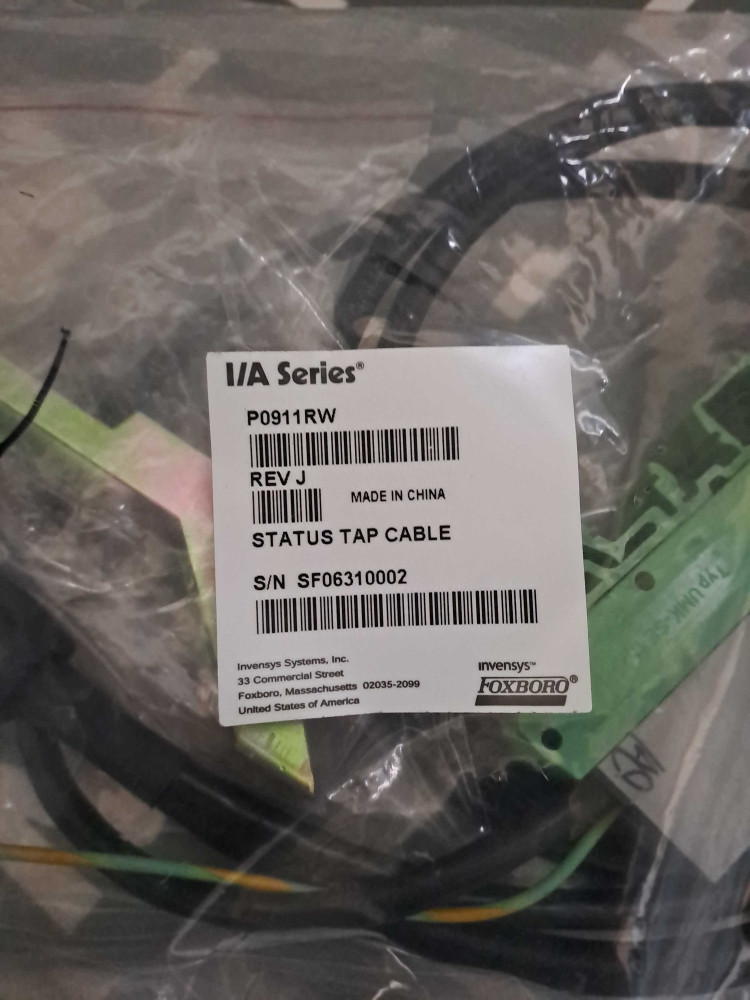 I/A Series®
P0911RW
REV J
MADE IN CHINA
STATUS TAP CABLE
S/N SF06310002
Invensys Systems, Inc.
33 Commercial Street
Foxboro, Massachusetts 02035-2099
United States of America
invensys™
FOXBORO®